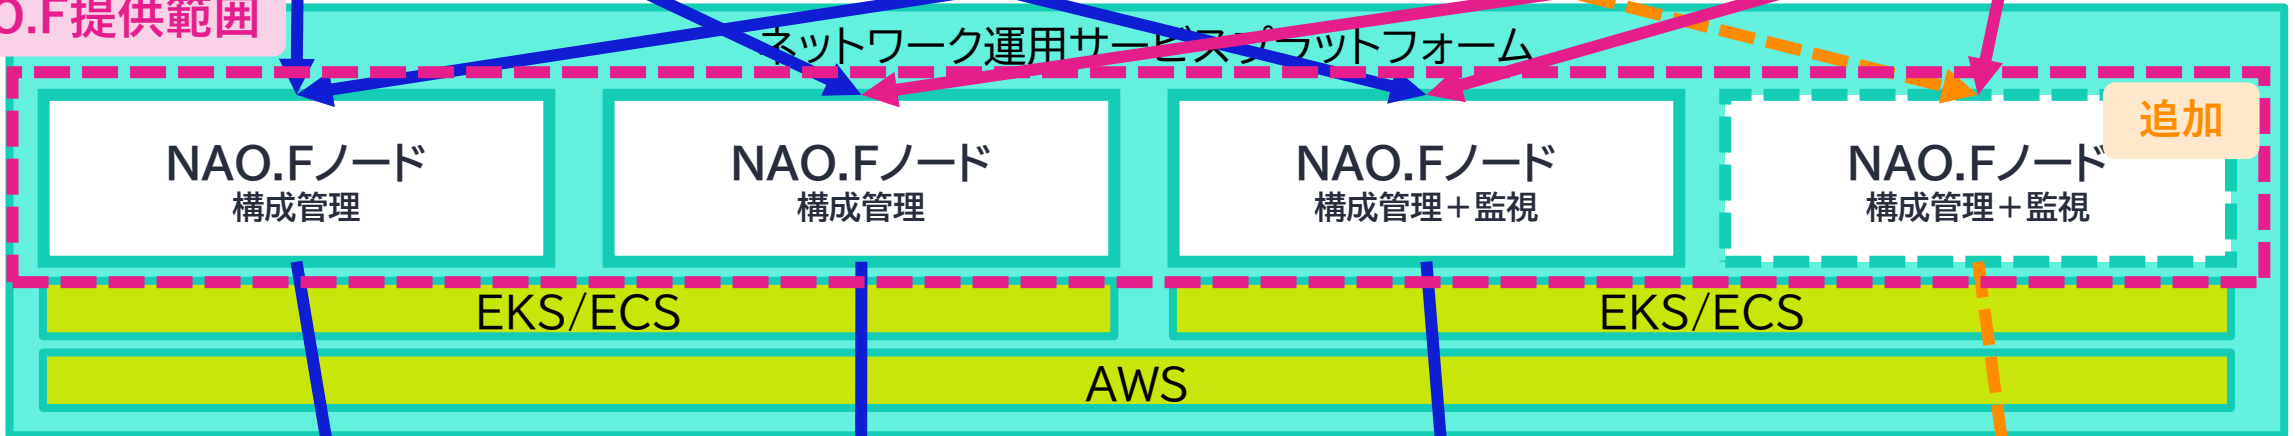 O.F提供範囲
ネットワーク運用サービスプラットフォーム
追加
NAO.Fノード
構成管理
NAO.Fノード
構成管理
NAO.Fノード
構成管理＋監視
NAO.Fノード
構成管理＋監視
EKS/ECS
EKS/ECS
AWS